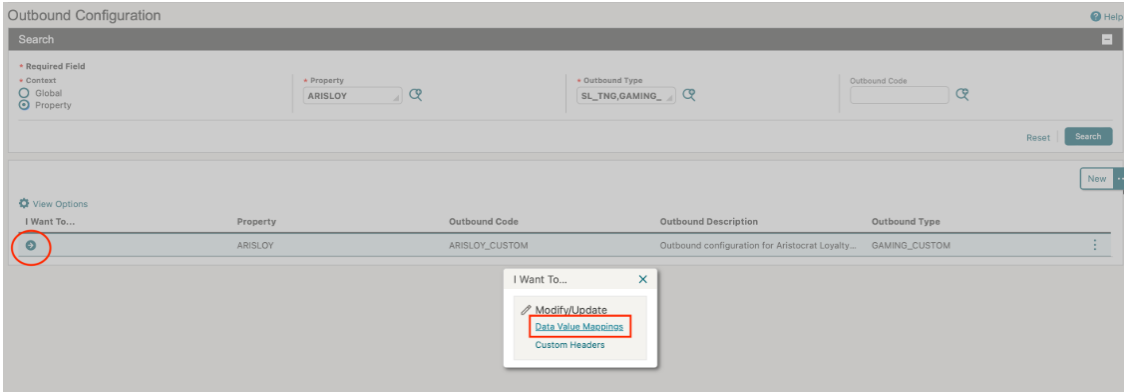 Outbound Configuration
Help
Search
* Required Field
* Context
Global
Property
* Property
ARISLOY
* Outbound Type
SL_TNG,GAMING_
Outbound Code
Reset
Search
New
View Options
I Want To...
Property
Outbound Code
Outbound Description
Outbound Type
ARISLOY
ARISLOY_CUSTOM
Outbound configuration for Aristocrat Loyalty...
GAMING_CUSTOM
I Want To...
Modify/Update
Data Value Mappings
Custom Headers